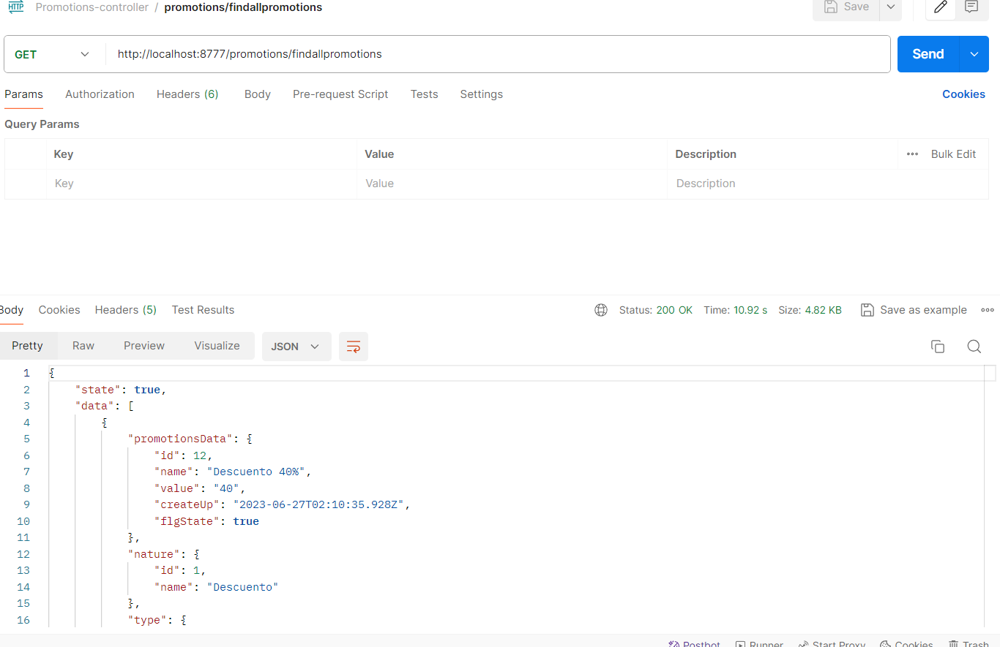 HTTP Promotions-controller / promotions/findallpromotions Save
GET http://localhost:8777/promotions/findallpromotions Send
Params Authorization Headers (6) Body Pre-request Script Tests Settings Cookies
Query Params
Key Value Description Bulk Edit
Key Value Description
Body Cookies Headers (5) Test Results Status: 200 OK Time: 10.92 s Size: 4.82 KB Save as example
Pretty Raw Preview Visualize JSON
1 {
2 "state": true,
3 "data": [
4 {
5 "promotionsData": {
6 "id": 12,
7 "name": "Descuento 40%",
8 "value": "40",
9 "createUp": "2023-06-27T02:10:35.928Z",
10 "flgState": true
11 },
12 "nature": {
13 "id": 1,
14 "name": "Descuento"
15 },
16 "type": {
Postbot Runner Start Proxy Cookies Trash